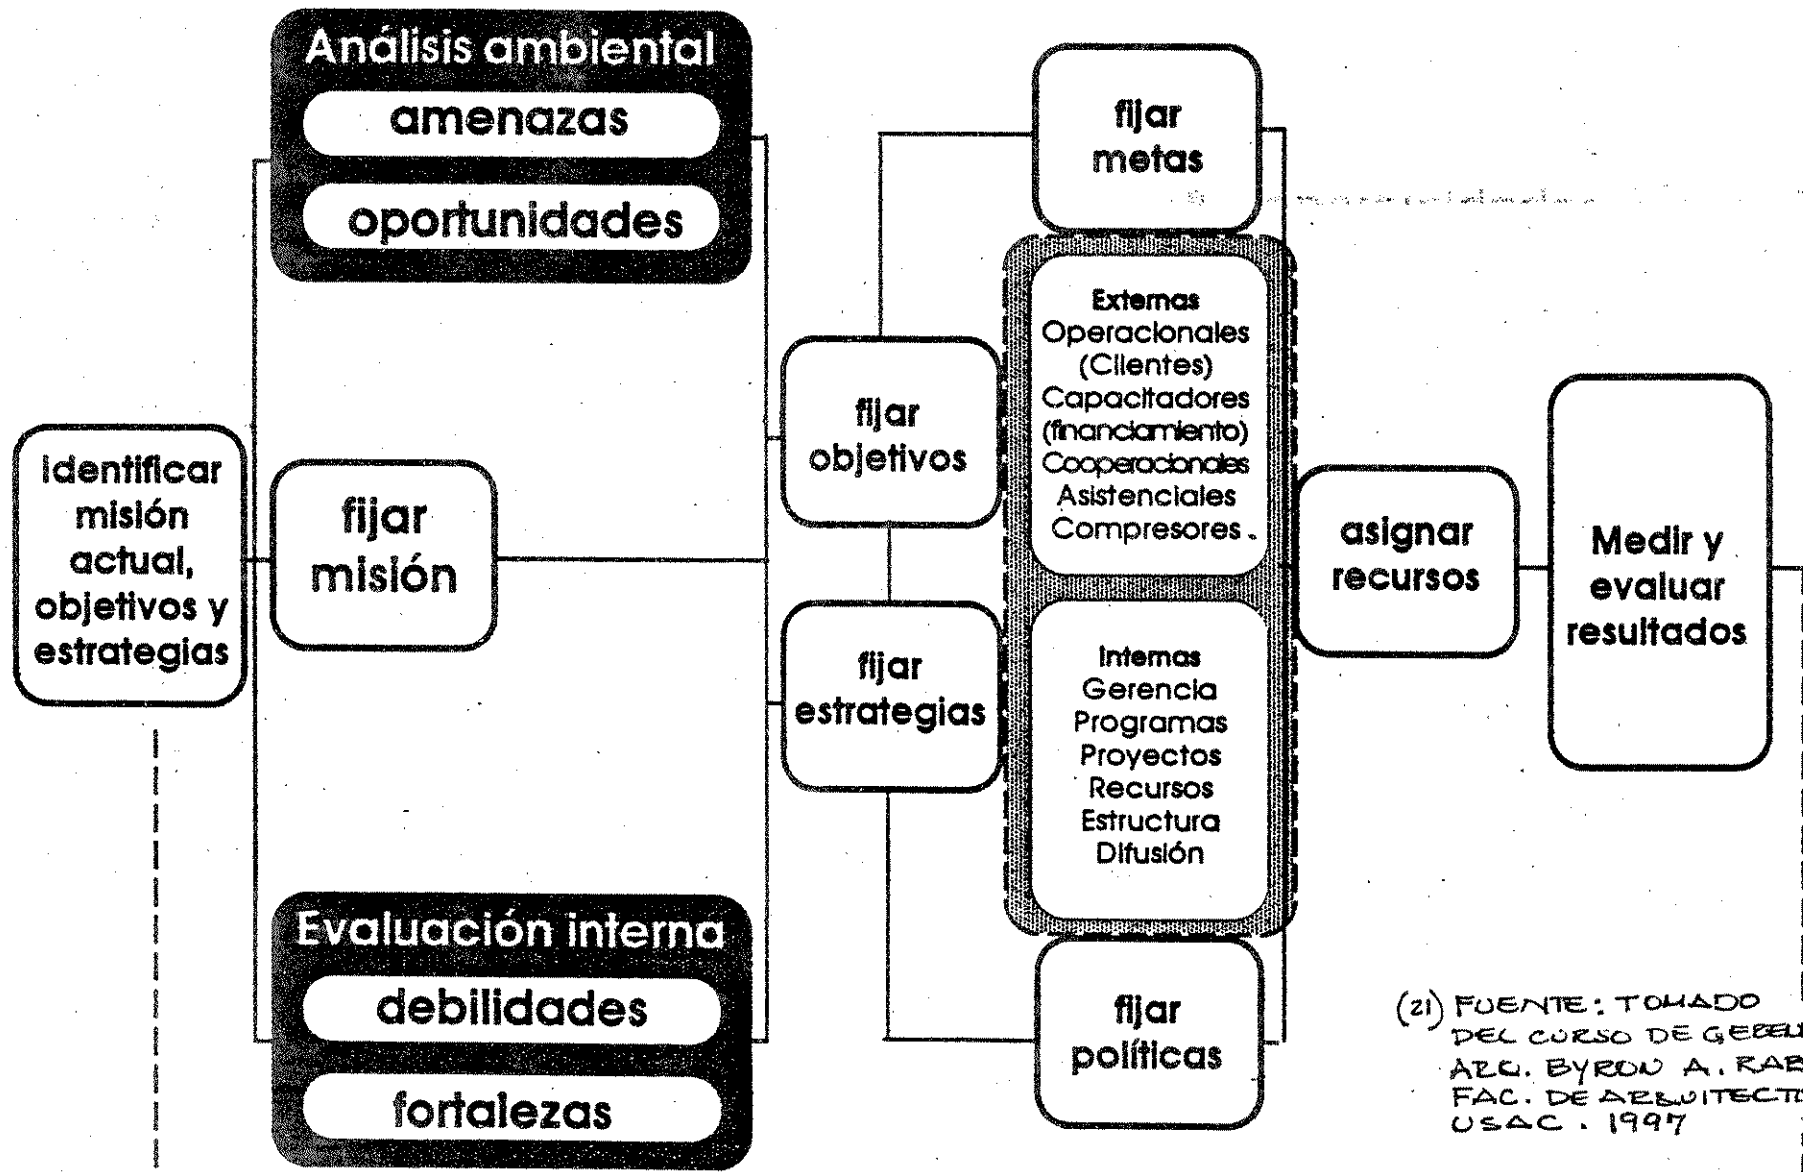 Análisis ambiental
amenazas
oportunidades
identificar
misión
actual,
objetivos y
estrategias
fijar
misión
Evaluación interna
debilidades
fortalezas
fijar
objetivos
fijar
estrategias
fijar
metas
Externas
Operacionales
(Clientes)
Capacitadores
(financiamiento)
Cooperacionales
Asistenciales
Compresores.
Internas
Gerencia
Programas
Proyectos
Recursos
Estructura
Difusión
fijar
políticas
asignar
recursos
Medir y
evaluar
resultados
(21) FUENTE: TOMADO
DEL CURSO DE
ARQ. BYRON A.
FAC. DE
USAC. 1997